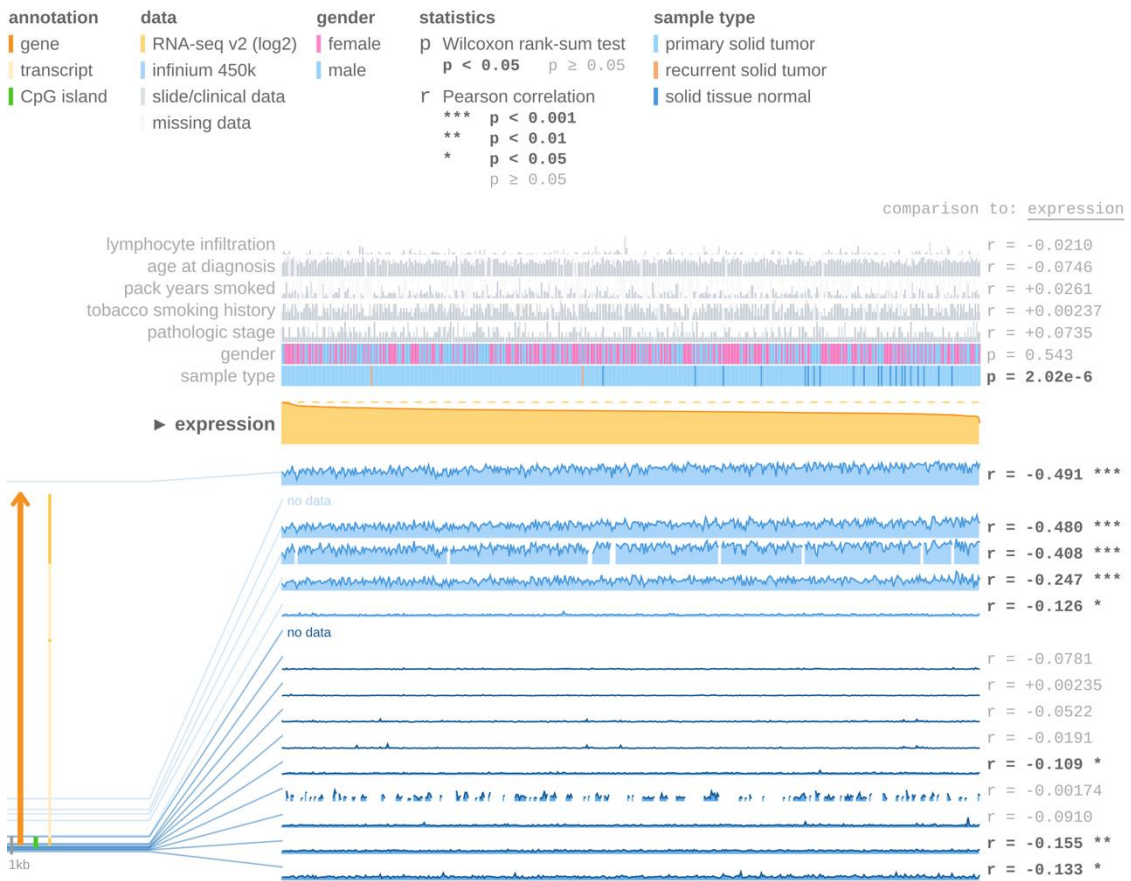 annotation
gene
transcript
CpG island
data
RNA-seq v2 (log2)
infinium 450k
slide/clinical data
missing data
gender
female
male
statistics
p Wilcoxon rank-sum test
p < 0.05 p ≥ 0.05
r Pearson correlation
*** p < 0.001
** p < 0.01
* p < 0.05
p ≥ 0.05
sample type
primary solid tumor
recurrent solid tumor
solid tissue normal
comparison to: expression
lymphocyte infiltration r = -0.0210
age at diagnosis r = -0.0746
pack years smoked r = +0.0261
tobacco smoking history r = +0.00237
pathologic stage r = +0.0735
gender p = 0.543
sample type p = 2.02e-6
► expression
r = -0.491 ***
no data
r = -0.480 ***
r = -0.408 ***
r = -0.247 ***
r = -0.126 *
no data
r = -0.0781
r = +0.00235
r = -0.0522
r = -0.0191
r = -0.109 *
r = -0.00174
r = -0.0910
r = -0.155 **
r = -0.133 *
1kb